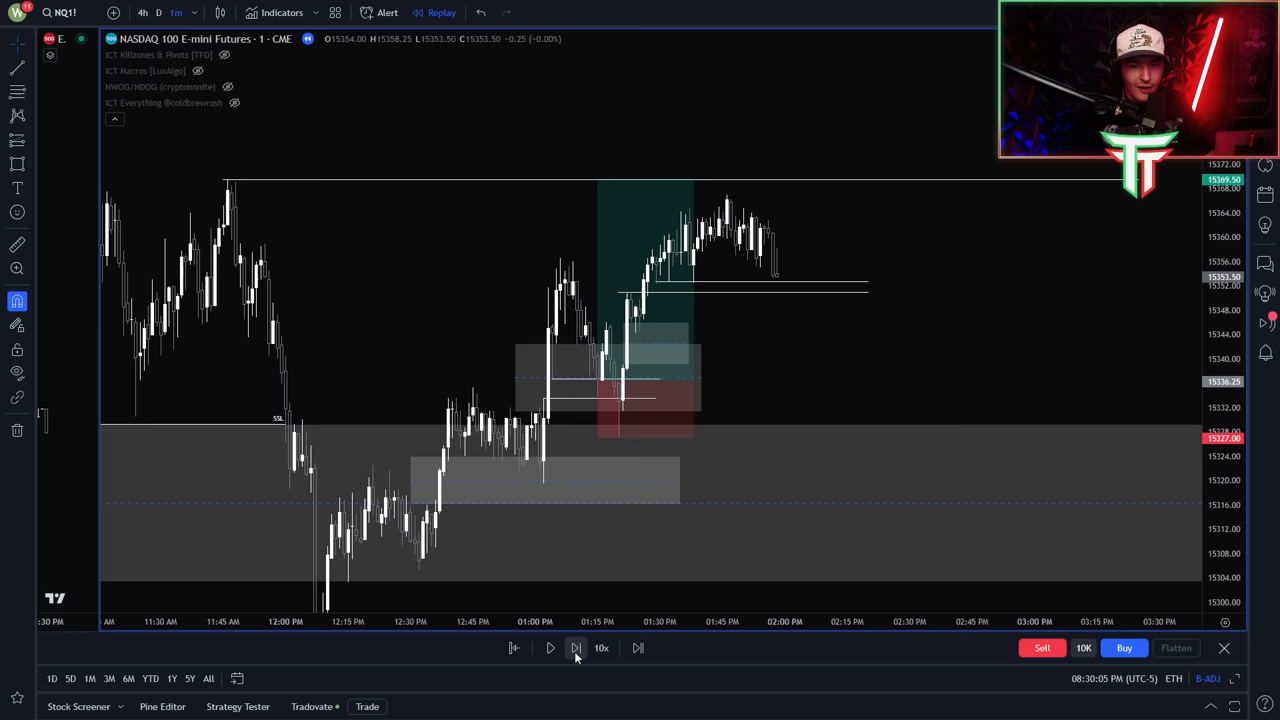 W
11
NQ1!
4h
D
1m
Indicators
Alert
Replay
500
E.
100
NASDAQ 100 E-mini Futures · 1 · CME
O15354.00 H15358.25 L15353.50 C15353.50 -0.25 (-0.00%)
ICT Killzones & Pivots [TFO]
ICT Macros [LuxAlgo]
NWOG/NDOG (cryptonnnite)
ICT Everything @coldbrewrosh
15372.00
15369.50
15368.00
15364.00
15360.00
15356.00
15353.50
15352.00
15348.00
15344.00
15340.00
15336.25
15332.00
15328.00
15327.00
15324.00
15320.00
15316.00
15312.00
15308.00
15304.00
15300.00
SSL
:30 PM
AM
11:30 AM
11:45 AM
12:00 PM
12:15 PM
12:30 PM
12:45 PM
01:00 PM
01:15 PM
01:30 PM
01:45 PM
02:00 PM
02:15 PM
02:30 PM
02:45 PM
03:00 PM
03:15 PM
03:30 PM
10x
Sell
10K
Buy
Flatten
1D
5D
1M
3M
6M
YTD
1Y
5Y
All
08:30:05 PM (UTC-5)
ETH
B-ADJ
Stock Screener
Pine Editor
Strategy Tester
Tradovate
Trade